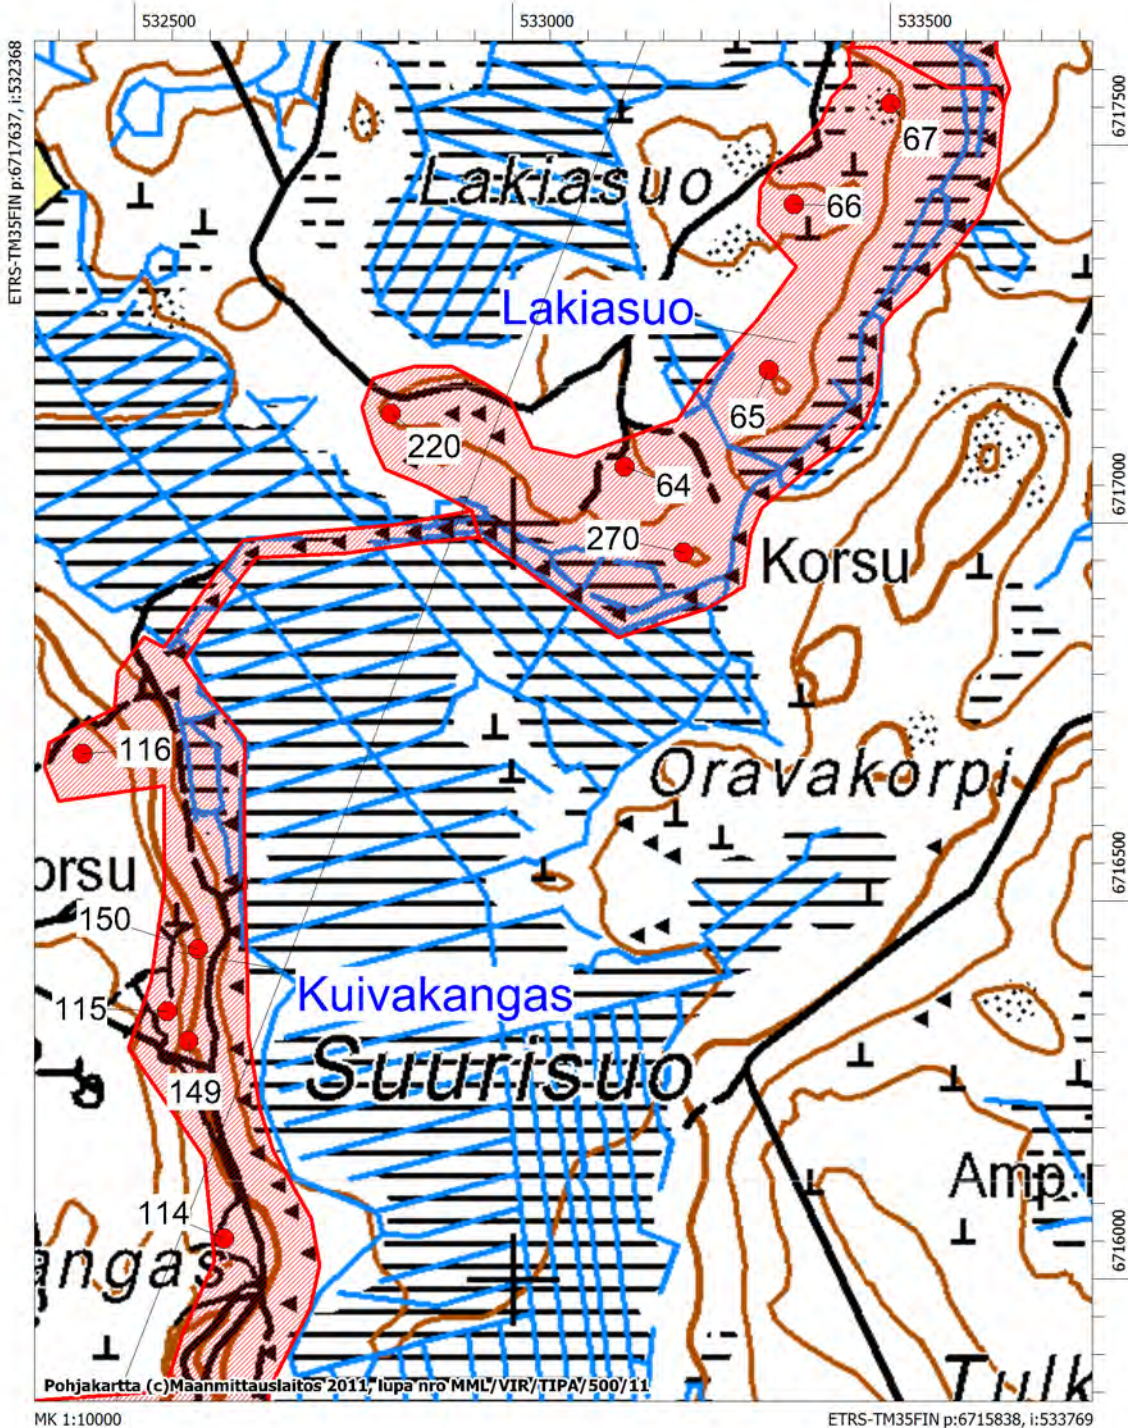 532500
533000
533500
ETRS-TM35FIN p:6717637, i:532368
6717500
67
Lakiasuo
66
Lakiasuo
65
220
64
6717000
270
Korsu
116
Oravakorpi
orsu
6716500
150
Kuivakangas
115
Suurisuo
149
Amp.
114
6716000
angas
Tulk
Pohjakartta (c)Maanmittauslaitos 2011, lupa nro MML/VIR/TIPA/500/11
MK 1:10000
ETRS-TM35FIN p:6715838, i:533769